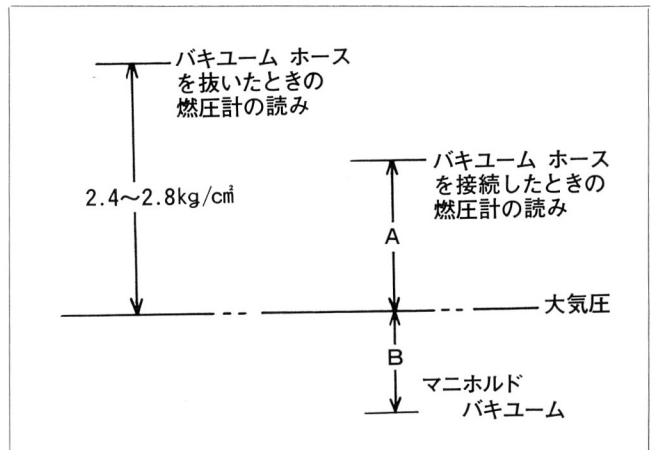 バキユーム ホース
を抜いたときの
燃圧計の読み
バキユーム ホース
を接続したときの
燃圧計の読み
2.4〜2.8kg/cm²
A
大気圧
B
マニホルド
バキユーム